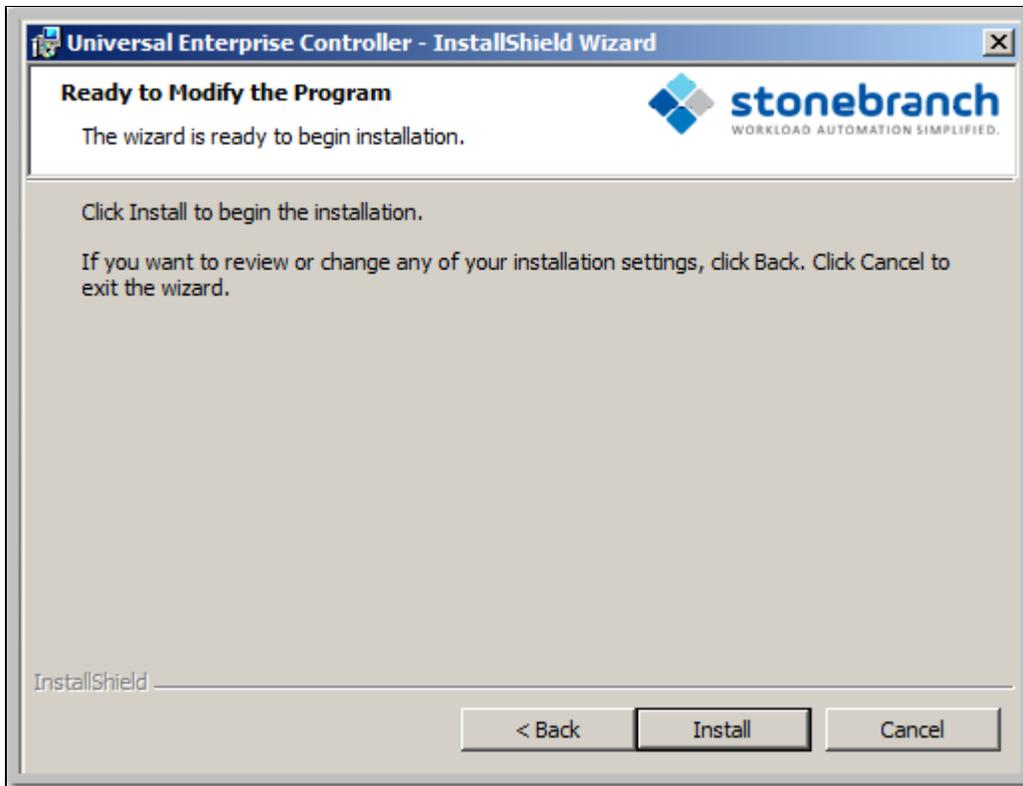 Universal Enterprise Controller - InstallShield Wizard
Ready to Modify the Program
The wizard is ready to begin installation.
stonebranch
WORKLOAD AUTOMATION SIMPLIFIED.
Click Install to begin the installation.
If you want to review or change any of your installation settings, click Back. Click Cancel to
exit the wizard.
InstallShield
< Back
Install
Cancel